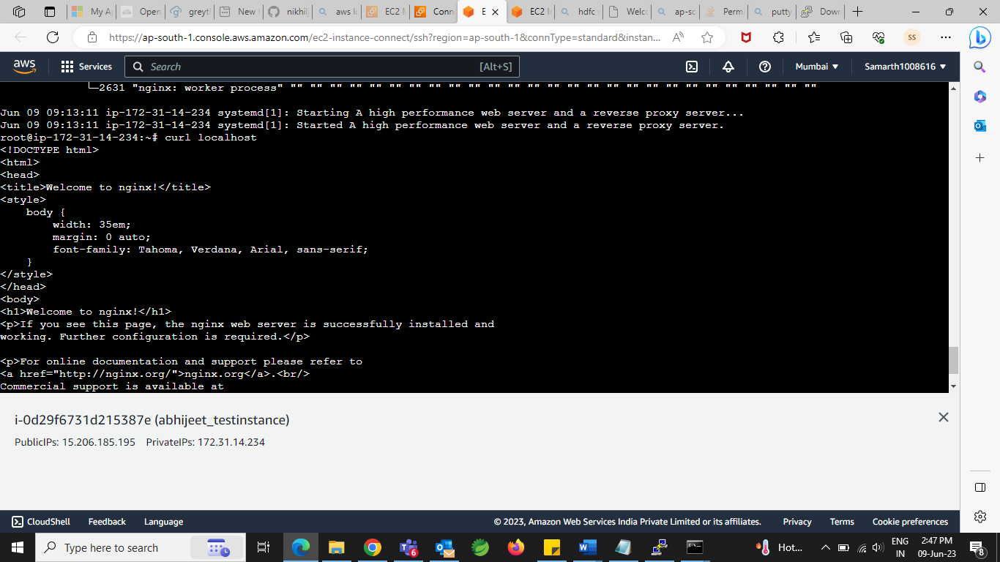 My A
Open
greyt
New t
nikhil
aws lo
EC2 M
Conn
E
EC2 I
hdfc
Welco
ap-so
Permi
putty
Down
https://ap-south-1.console.aws.amazon.com/ec2-instance-connect/ssh?region=ap-south-1&connType=standard&instan...
SS
aws
Services
Search
[Alt+S]
Mumbai
Samarth1008616
└─2631 "nginx: worker process" "" "" "" "" "" "" "" "" "" "" "" "" "" "" "" "" "" "" "" "" "" "" "" "" "" "" ""
Jun 09 09:13:11 ip-172-31-14-234 systemd[1]: Starting A high performance web server and a reverse proxy server...
Jun 09 09:13:11 ip-172-31-14-234 systemd[1]: Started A high performance web server and a reverse proxy server.
root@ip-172-31-14-234:~# curl localhost
<!DOCTYPE html>
<html>
<head>
<title>Welcome to nginx!</title>
<style>
    body {
        width: 35em;
        margin: 0 auto;
        font-family: Tahoma, Verdana, Arial, sans-serif;
    }
</style>
</head>
<body>
<h1>Welcome to nginx!</h1>
<p>If you see this page, the nginx web server is successfully installed and
working. Further configuration is required.</p>
<p>For online documentation and support please refer to
<a href="http://nginx.org/">nginx.org</a>.<br/>
Commercial support is available at
i-0d29f6731d215387e (abhijeet_testinstance)
PublicIPs: 15.206.185.195 PrivateIPs: 172.31.14.234
CloudShell Feedback Language © 2023, Amazon Web Services India Private Limited or its affiliates. Privacy Terms Cookie preferences
Type here to search
6
Hot...
ENG
IN
2:47 PM
09-Jun-23
8